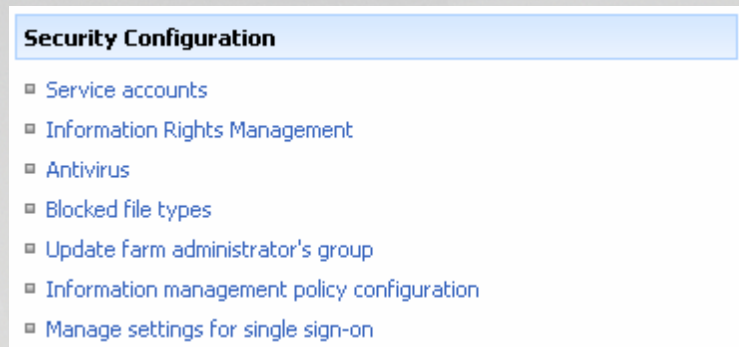 Security Configuration
Service accounts
Information Rights Management
Antivirus
Blocked file types
Update farm administrator's group
Information management policy configuration
Manage settings for single sign-on